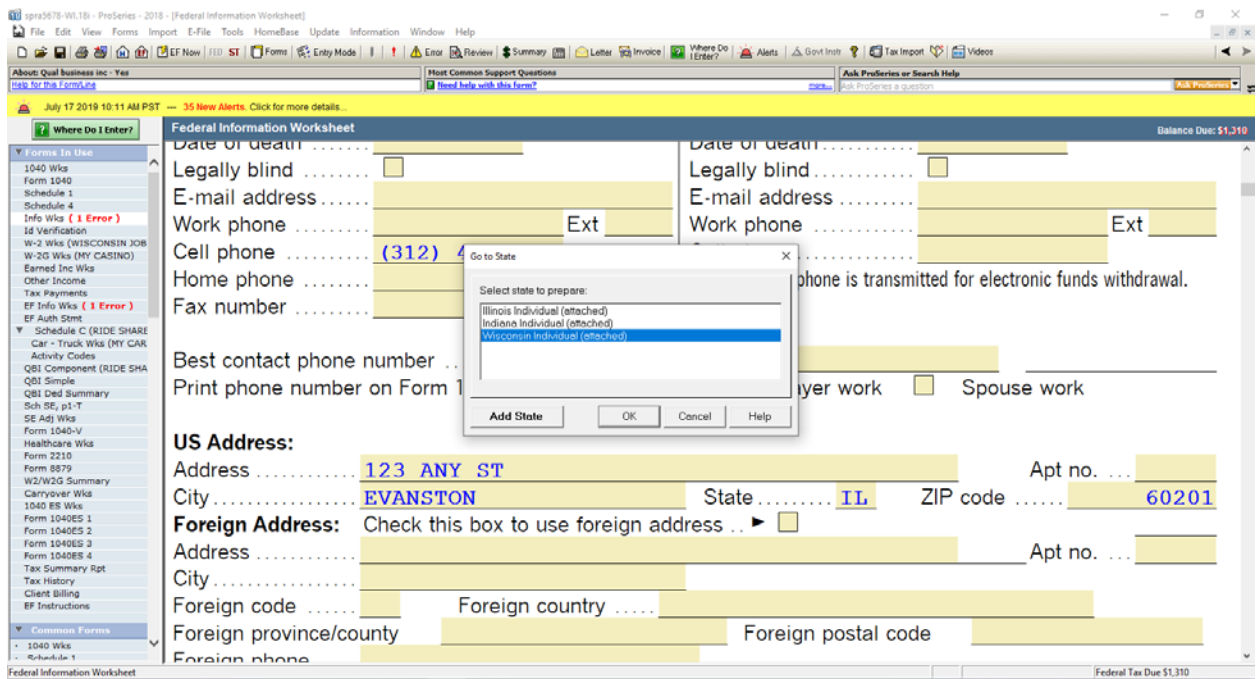 spra5678-WI.18i - ProSeries - 2018 - [Federal Information Worksheet]
File Edit View Forms Import E-File Tools HomeBase Update Information Window Help
EF Now FED ST Forms Entry Mode Error Review Summary Letter Invoice Where Do I Enter? Alerts Govt Instr Tax Import Videos
About: Qual business inc - Yes
Most Common Support Questions
Ask ProSeries or Search Help
Help for this Form/Line
Need help with this form?
more...
Ask ProSeries a question
Ask ProSeries
July 17 2019 10:11 AM PST --- 35 New Alerts. Click for more details...
Where Do I Enter?
Federal Information Worksheet
Balance Due: $1,310
Forms In Use
1040 Wks
Form 1040
Schedule 1
Schedule 4
Info Wks ( 1 Error )
Id Verification
W-2 Wks (WISCONSIN JOB
W-2G Wks (MY CASINO)
Earned Inc Wks
Other Income
Tax Payments
EF Info Wks ( 1 Error )
EF Auth Stmt
Schedule C (RIDE SHARE
Car - Truck Wks (MY CAR
Activity Codes
QBI Component (RIDE SHA
QBI Simple
QBI Ded Summary
Sch SE, p1-T
SE Adj Wks
Form 1040-V
Healthcare Wks
Form 2210
Form 8879
W2/W2G Summary
Carryover Wks
1040 ES Wks
Form 1040ES 1
Form 1040ES 2
Form 1040ES 3
Form 1040ES 4
Tax Summary Rpt
Tax History
Client Billing
EF Instructions
Common Forms
1040 Wks
Schedule 1
Date of death ....... Date of death ...........
Legally blind ........ Legally blind ...........
E-mail address...... E-mail address.........
Work phone ......... Ext Work phone .......... Ext
Cell phone .......... (312) 4
Home phone ........ phone is transmitted for electronic funds withdrawal.
Fax number .........
Best contact phone number ..
Print phone number on Form 1 ayer work Spouse work
Go to State
Select state to prepare:
Illinois Individual (attached)
Indiana Individual (attached)
Wisconsin Individual (attached)
Add State OK Cancel Help
US Address:
Address ............ 123 ANY ST Apt no. ...
City................. EVANSTON State......... IL ZIP code ...... 60201
Foreign Address: Check this box to use foreign address ..
Address ............ Apt no. ...
City.................
Foreign code ...... Foreign country .....
Foreign province/county Foreign postal code
Foreign phone
Federal Information Worksheet
Federal Tax Due $1,310